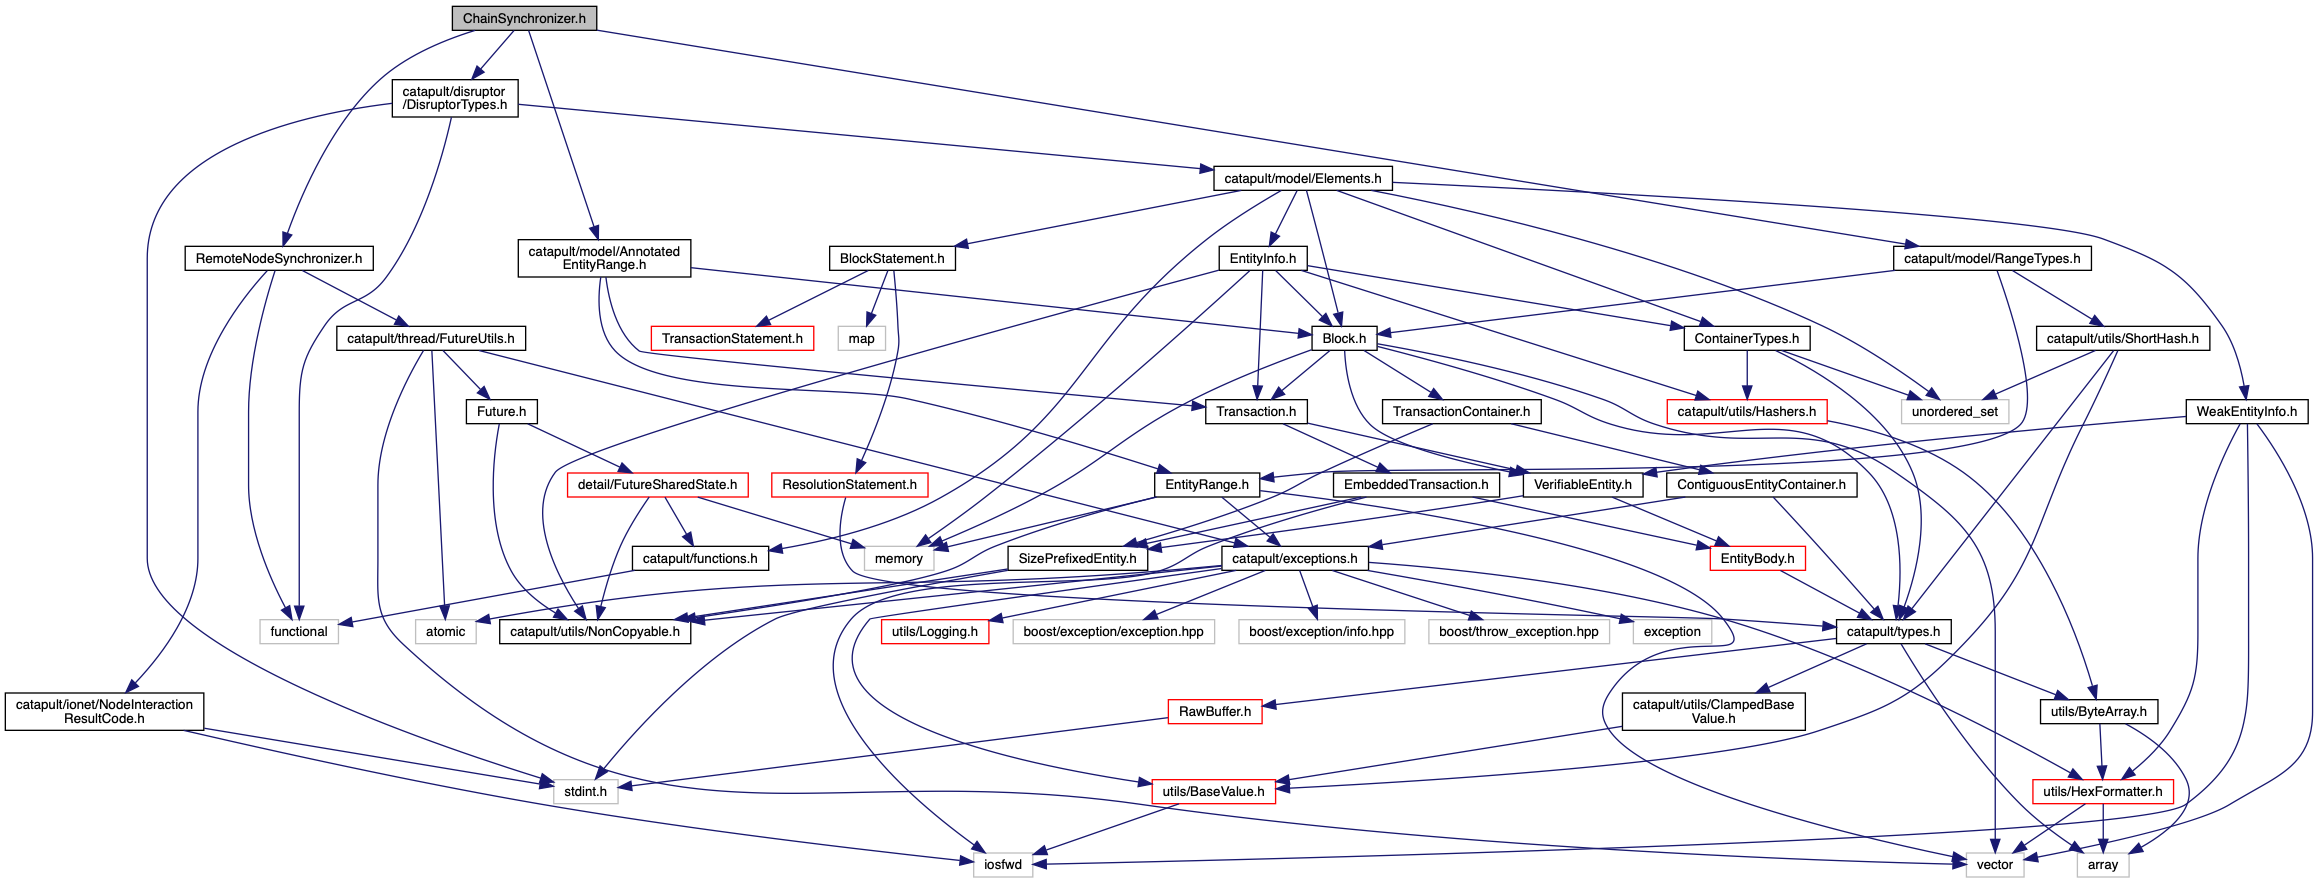 ChainSynchronizer.h
catapult/disruptor
/DisruptorTypes.h
catapult/model/Elements.h
RemoteNodeSynchronizer.h
catapult/model/Annotated
EntityRange.h
BlockStatement.h
EntityInfo.h
catapult/model/RangeTypes.h
catapult/thread/FutureUtils.h
TransactionStatement.h
map
Block.h
ContainerTypes.h
catapult/utils/ShortHash.h
Future.h
Transaction.h
TransactionContainer.h
catapult/utils/Hashers.h
unordered_set
WeakEntityInfo.h
detail/FutureSharedState.h
ResolutionStatement.h
EntityRange.h
EmbeddedTransaction.h
VerifiableEntity.h
ContiguousEntityContainer.h
catapult/functions.h
memory
SizePrefixedEntity.h
catapult/exceptions.h
EntityBody.h
functional
atomic
catapult/utils/NonCopyable.h
utils/Logging.h
boost/exception/exception.hpp
boost/exception/info.hpp
boost/throw_exception.hpp
exception
catapult/types.h
catapult/ionet/NodeInteraction
ResultCode.h
RawBuffer.h
catapult/utils/ClampedBase
Value.h
utils/ByteArray.h
stdint.h
utils/BaseValue.h
utils/HexFormatter.h
iosfwd
vector
array